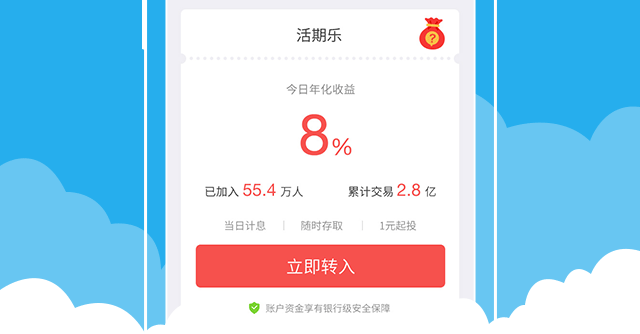 活期乐
今日年化收益
8%
已加入 55.4 万人 累计交易 2.8 亿
当日计息 | 随时存取 | 1元起投
立即转入
账户资金享有银行级安全保障